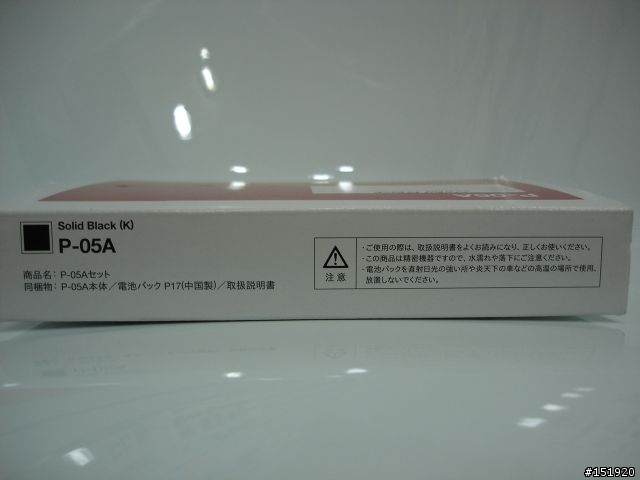 P-05A
Solid Black (K)
P-05A
商品名: P-05Aセット
同梱物: P-05A本体/電池パック P17(中国製)/取扱説明書
注意
・ご使用の際は、取扱説明書をよくお読みになり、正しくお使いください。
・この商品は精密機器ですので、水濡れや落下にご注意ください。
・電池パックを直射日光の強い所や炎天下の車などの高温の場所で使用、
放置しないでください。
#151920